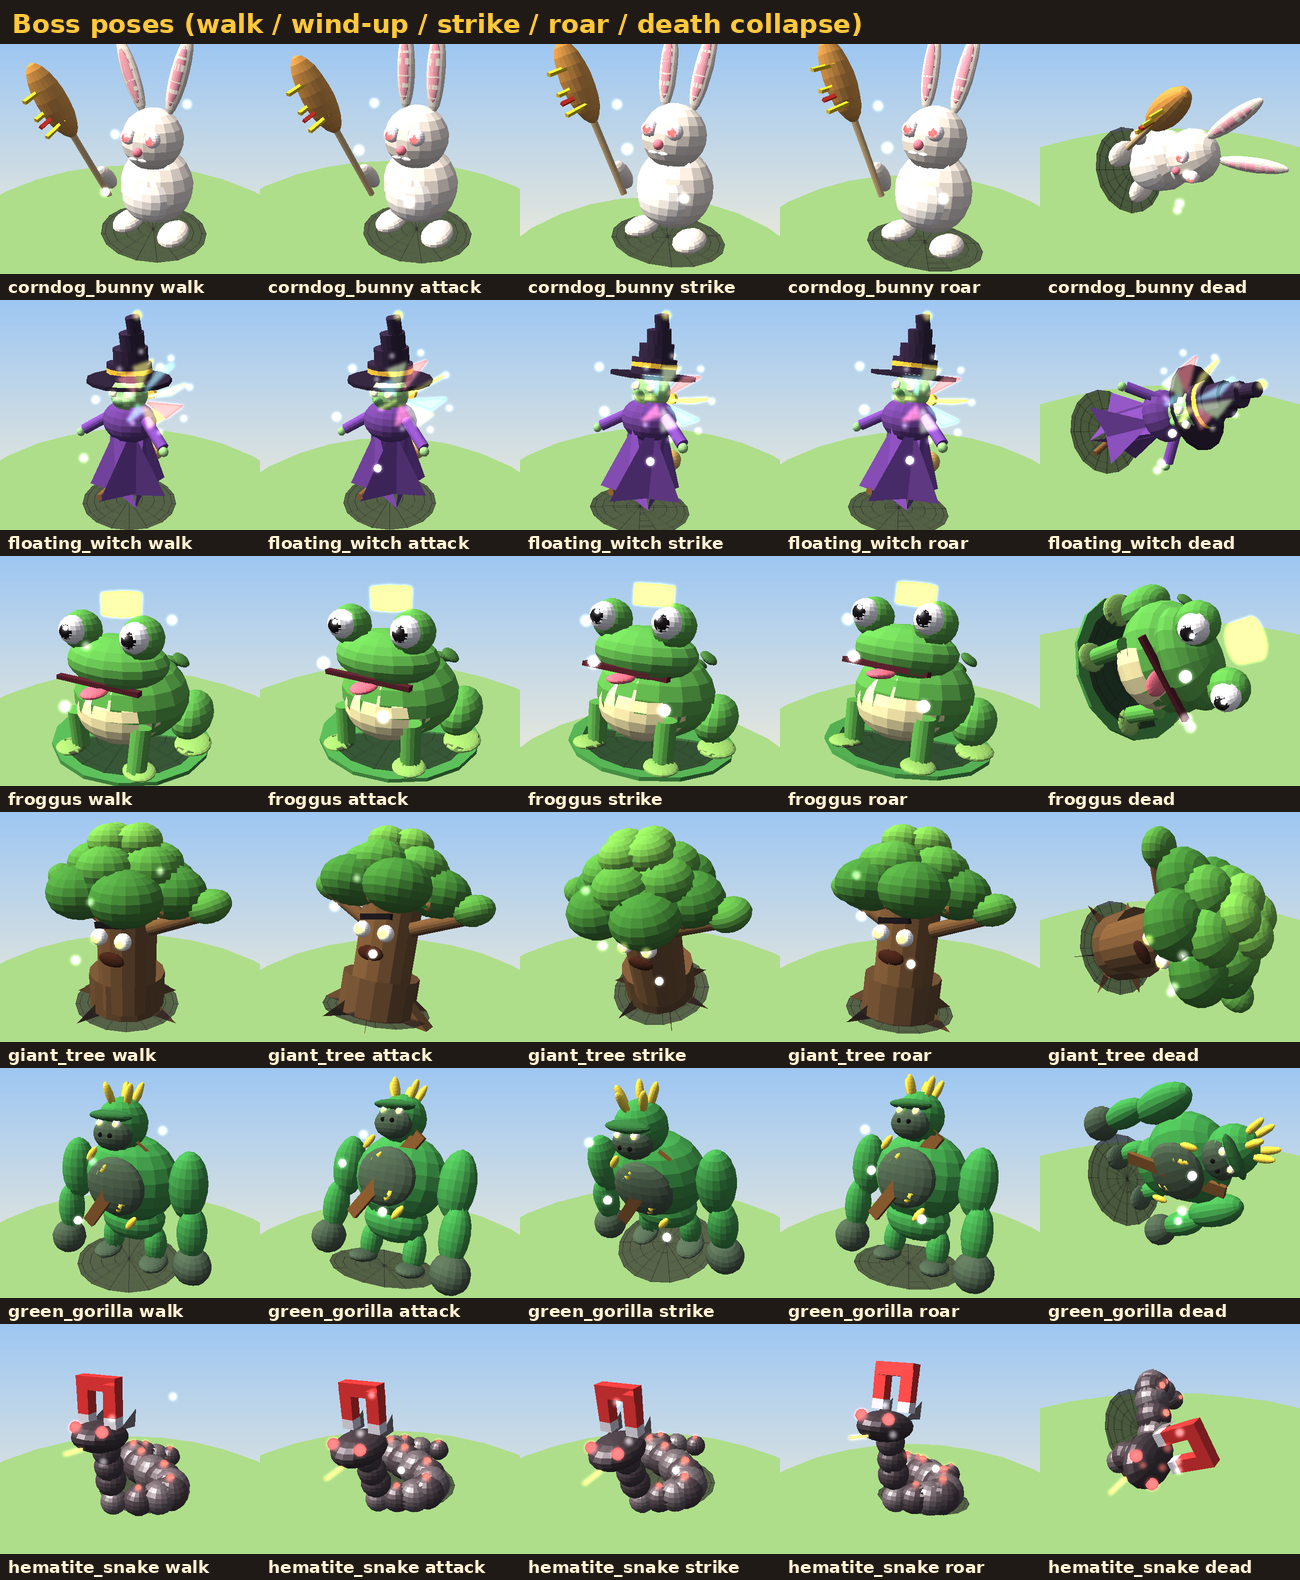 Boss poses (walk / wind-up / strike / roar / death collapse)
corndog_bunny walk
corndog_bunny attack
corndog_bunny strike
corndog_bunny roar
corndog_bunny dead
floating_witch walk
floating_witch attack
floating_witch strike
floating_witch roar
floating_witch dead
froggus walk
froggus attack
froggus strike
froggus roar
froggus dead
giant_tree walk
giant_tree attack
giant_tree strike
giant_tree roar
giant_tree dead
green_gorilla walk
green_gorilla attack
green_gorilla strike
green_gorilla roar
green_gorilla dead
hematite_snake walk
hematite_snake attack
hematite_snake strike
hematite_snake roar
hematite_snake dead